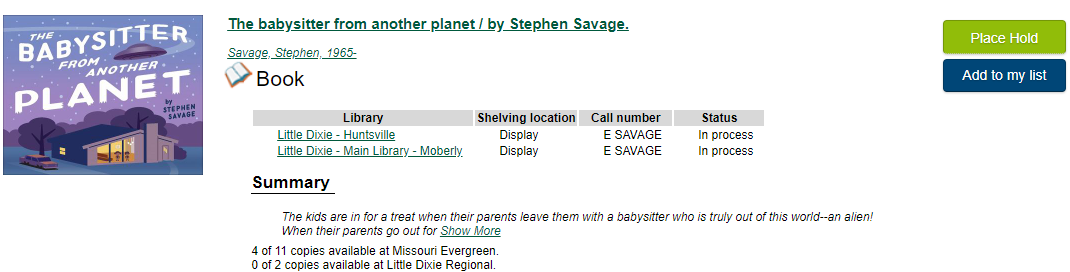 THE
BABYSITTER
FROM
ANOTHER
PLANET
by
STEPHEN
SAVAGE
The babysitter from another planet / by Stephen Savage.
Savage, Stephen, 1965-
Book
Place Hold
Add to my list
Library Shelving location Call number Status
Little Dixie - Huntsville Display E SAVAGE In process
Little Dixie - Main Library - Moberly Display E SAVAGE In process
Summary
The kids are in for a treat when their parents leave them with a babysitter who is truly out of this world--an alien!
When their parents go out for Show More
4 of 11 copies available at Missouri Evergreen.
0 of 2 copies available at Little Dixie Regional.